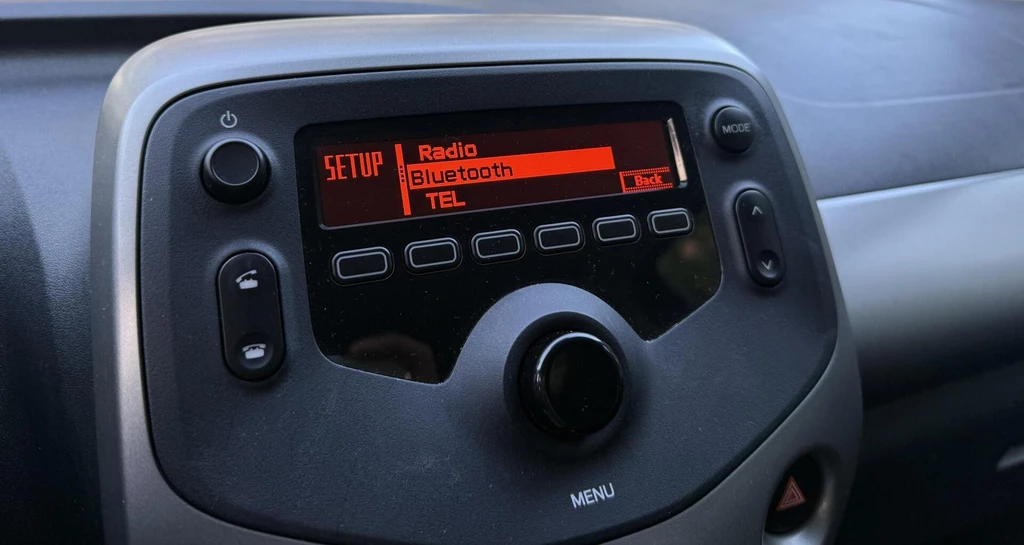 SETUP
Radio
Bluetooth
TEL
Back
MODE
MENU